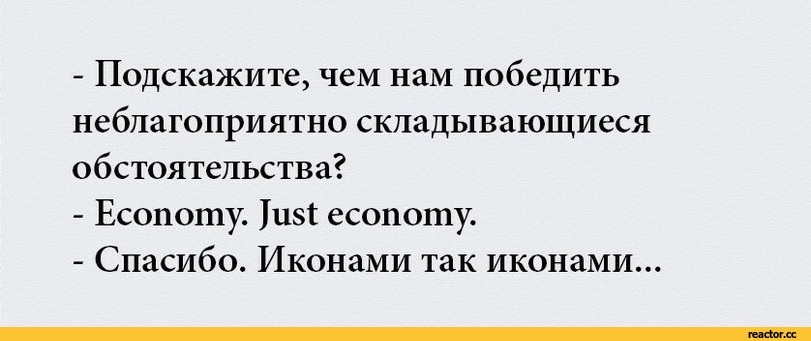 - Подскажите, чем нам победить
неблагоприятно складывающиеся
обстоятельства?
- Economy. Just economy.
- Спасибо. Иконами так иконами...
reactor.cc